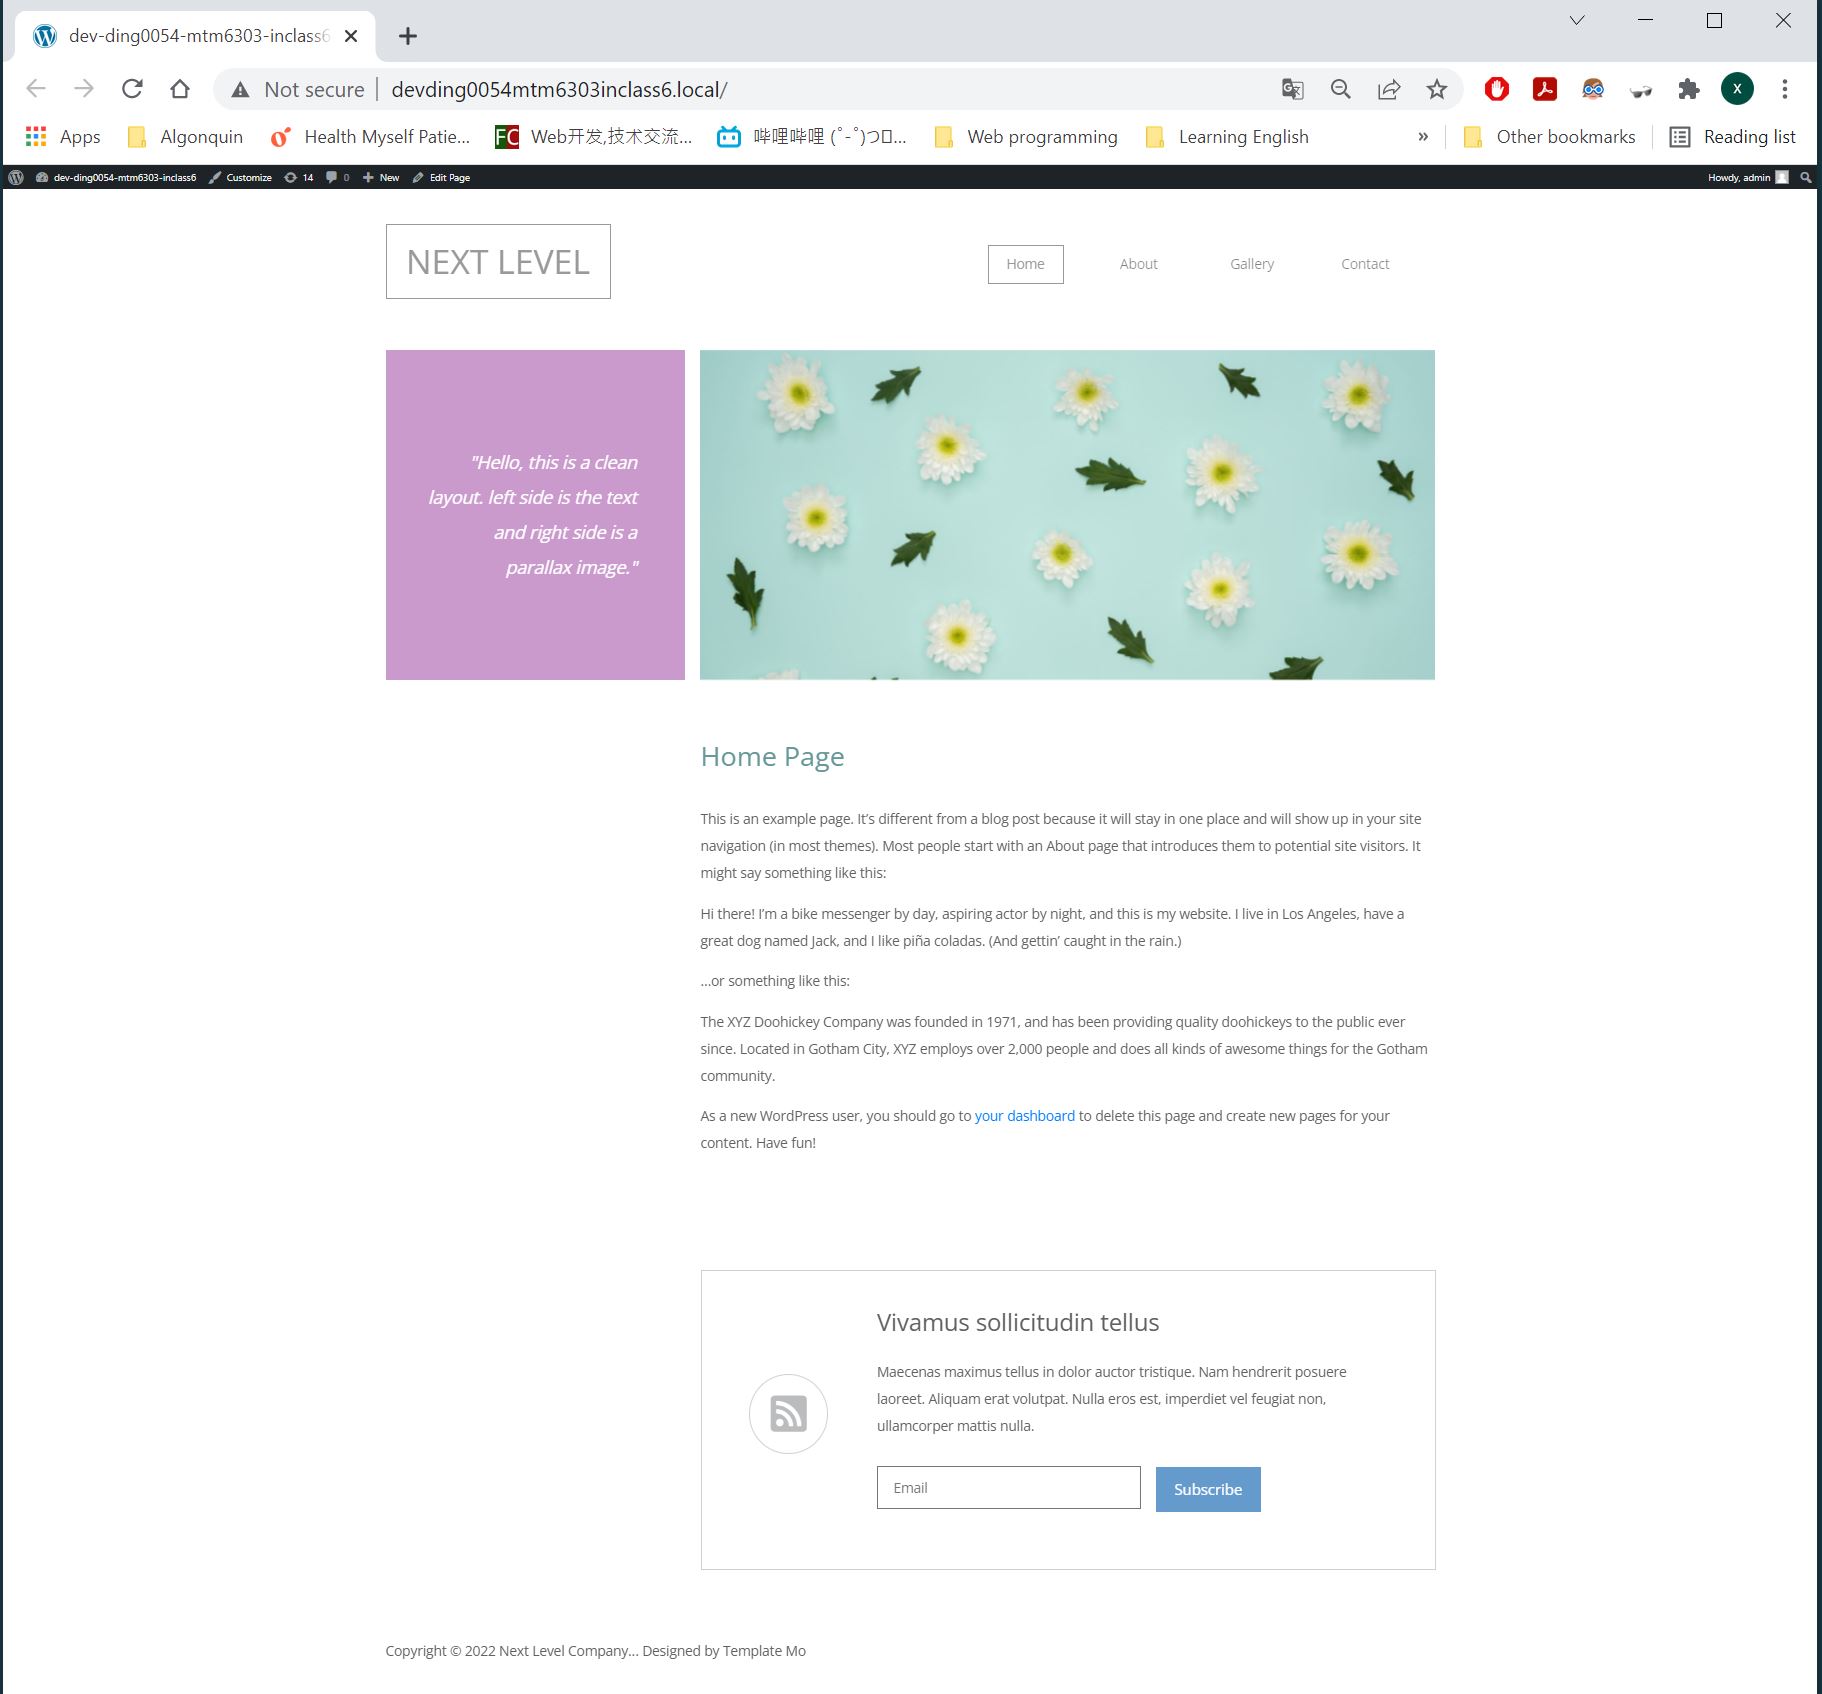 dev-ding0054-mtm6303-inclass6
Not secure
devding0054mtm6303inclass6.local/
X
Apps
Algonquin
Health Myself Patie...
FC
Web开发,技术交流...
哔哩哔哩 (ﾟ-ﾟ)つ...
Web programming
Learning English
»
Other bookmarks
Reading list
dev-ding0054-mtm6303-inclass6
Customize
14
0
New
Edit Page
Howdy, admin
NEXT LEVEL
Home
About
Gallery
Contact
"Hello, this is a clean
layout. left side is the text
and right side is a
parallax image."
Home Page
This is an example page. It’s different from a blog post because it will stay in one place and will show up in your site
navigation (in most themes). Most people start with an About page that introduces them to potential site visitors. It
might say something like this:
Hi there! I’m a bike messenger by day, aspiring actor by night, and this is my website. I live in Los Angeles, have a
great dog named Jack, and I like piña coladas. (And gettin’ caught in the rain.)
…or something like this:
The XYZ Doohickey Company was founded in 1971, and has been providing quality doohickeys to the public ever
since. Located in Gotham City, XYZ employs over 2,000 people and does all kinds of awesome things for the Gotham
community.
As a new WordPress user, you should go to your dashboard to delete this page and create new pages for your
content. Have fun!
Vivamus sollicitudin tellus
Maecenas maximus tellus in dolor auctor tristique. Nam hendrerit posuere
laoreet. Aliquam erat volutpat. Nulla eros est, imperdiet vel feugiat non,
ullamcorper mattis nulla.
Email
Subscribe
Copyright © 2022 Next Level Company... Designed by Template Mo